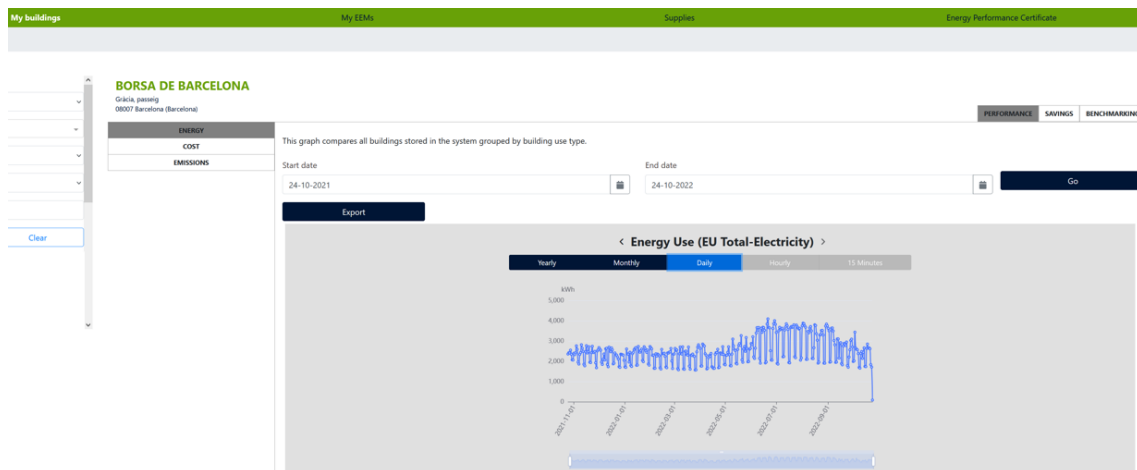 My buildings
My EEMs
Supplies
Energy Performance Certificate
BORSA DE BARCELONA
Gràcia, passeig
08007 Barcelona (Barcelona)
PERFORMANCE
SAVINGS
BENCHMARKING
ENERGY
COST
EMISSIONS
This graph compares all buildings stored in the system grouped by building use type.
Start date
End date
24-10-2021
24-10-2022
Go
Export
Clear
< Energy Use (EU Total-Electricity) >
Yearly
Monthly
Daily
Hourly
15 Minutes
kWh
5,000
4,000
3,000
2,000
1,000
0
2021-11-01
2022-01-01
2022-03-01
2022-05-01
2022-07-01
2022-09-01